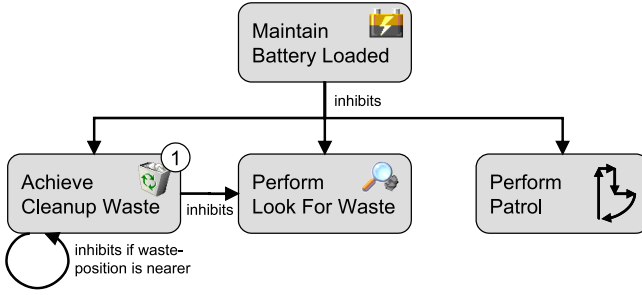 Maintain
Battery Loaded
inhibits
1
Achieve
Cleanup Waste
inhibits
Perform
Look For Waste
Perform
Patrol
inhibits if waste-
position is nearer